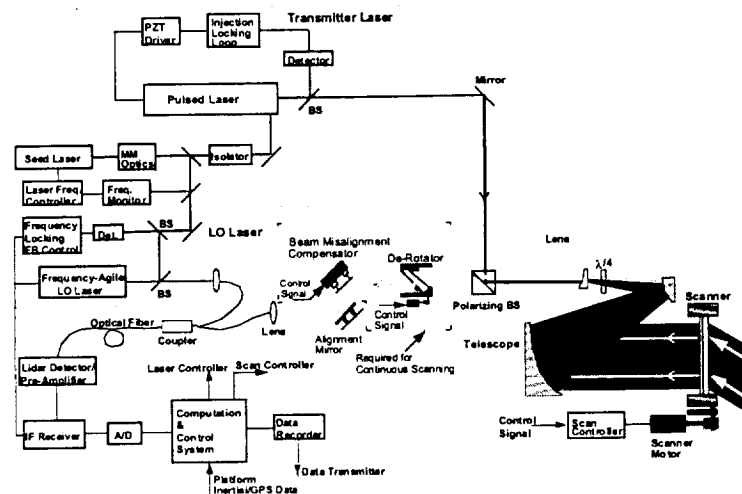 Transmitter Laser
PZT
Driver
Injection
Locking
Loop
Detector
Pulsed Laser
BS
Mirror
Seed Laser
MM
Optics
Isolator
Laser Freq.
Controller
Freq.
Monitor
Frequency
Locking
FB Control
Det.
BS
LO Laser
Frequency-Agile
LO Laser
BS
Beam Misalignment
Compensator
De-Rotator
Control
Signal
Lens
Alignment
Mirror
Control
Signal
Required for
Continuous Scanning
Polarizing BS
Lens
λ/4
Scanner
Telescope
Optical Fiber
Coupler
Lidar Detector/
Pre-Amplifier
Laser Controller
Scan Controller
IF Receiver
A/D
Computation
&
Control
System
Data
Recorder
Data Transmitter
Platform
Inertial/GPS Data
Control
Signal
Scan
Controller
Scanner
Motor